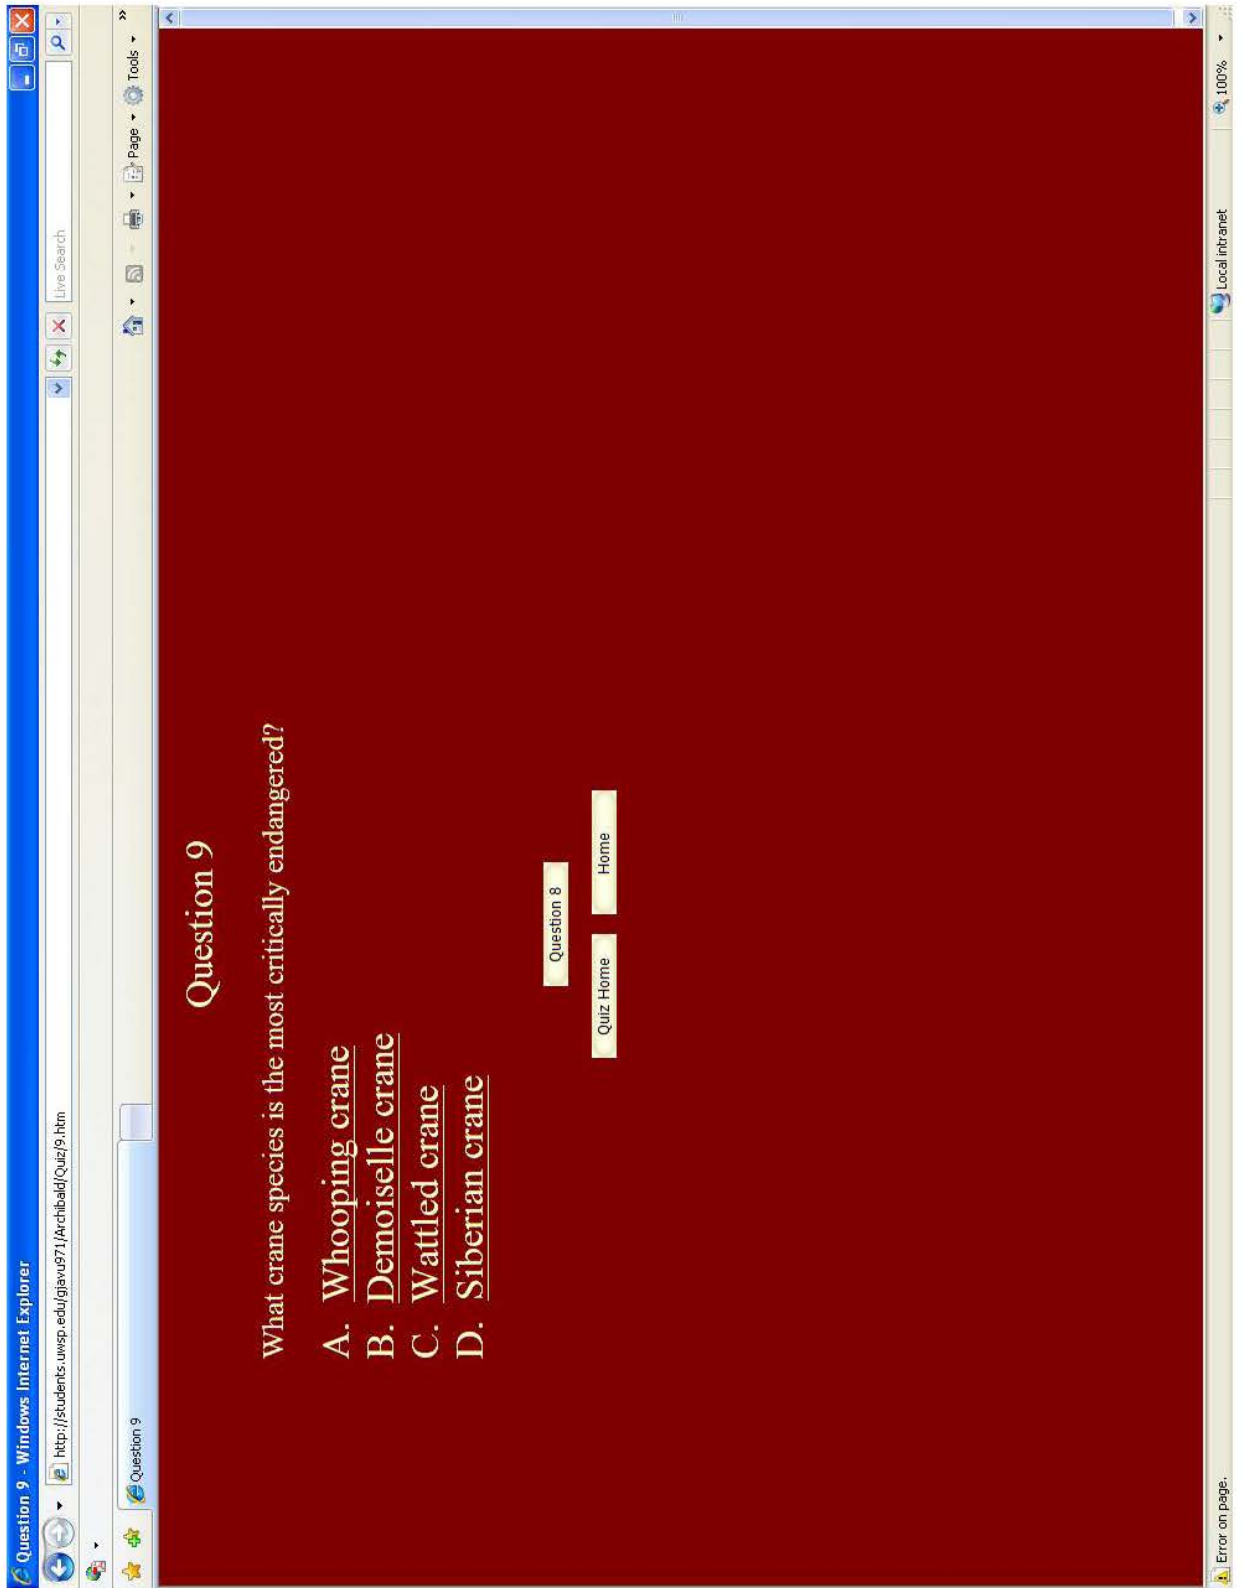 Question 9 - Windows Internet Explorer
http://students.uwsp.edu/gjavu971/Archibald/Quiz/9.htm
Live Search
Question 9
Page
Tools
»
Question 9
What crane species is the most critically endangered?
A. Whooping crane
B. Demoiselle crane
C. Wattled crane
D. Siberian crane
Question 8
Quiz Home
Home
Error on page.
Local intranet
100%